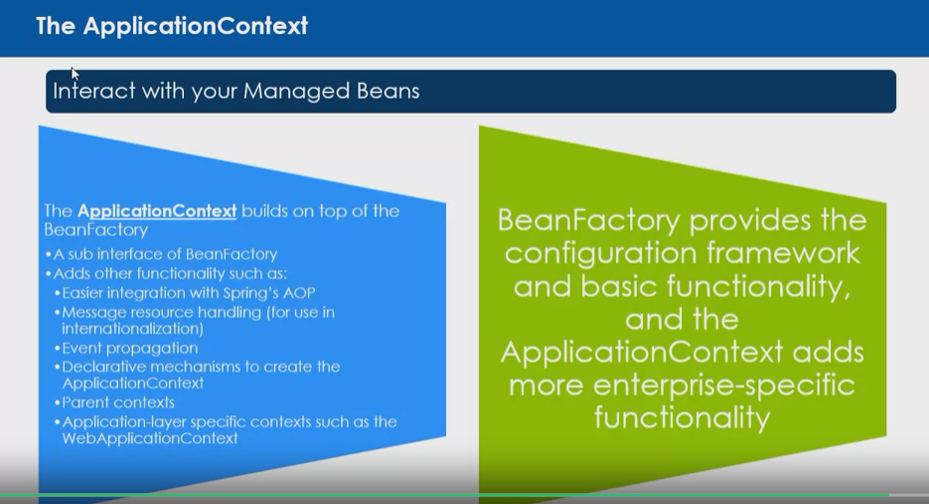 The ApplicationContext
Interact with your Managed Beans
The ApplicationContext builds on top of the
BeanFactory
•A sub interface of BeanFactory
•Adds other functionality such as:
•Easier integration with Spring's AOP
•Message resource handling (for use in
internationalization)
•Event propagation
•Declarative mechanisms to create the
ApplicationContext
•Parent contexts
•Application-layer specific contexts such as the
WebApplicationContext
BeanFactory provides the
configuration framework
and basic functionality,
and the
ApplicationContext adds
more enterprise-specific
functionality